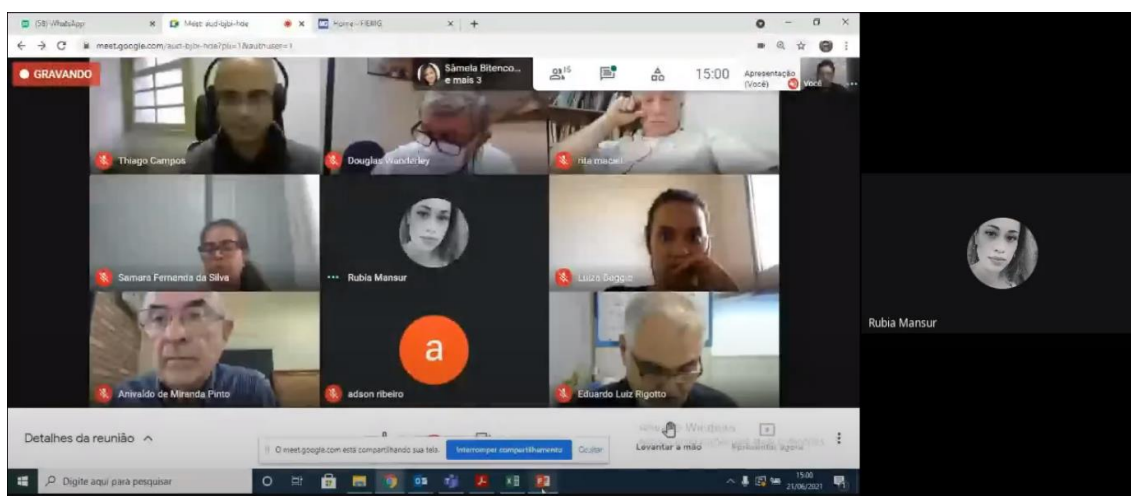 (58) WhatsApp
Meet: aud-bjbi-hde
Home - FIEMG
meet.google.com/aud-bjbi-hde?pli=1&authuser=1
GRAVANDO
Sâmela Bitenco...
e mais 3
15
15:00
Apresentação
(Você)
Você
Thiago Campos
Douglas Wanderley
rita maciel
Samara Fernanda da Silva
Rubia Mansur
Luiza Baggio
Anivaldo de Miranda Pinto
a
adson ribeiro
Eduardo Luiz Rigotto
Rubia Mansur
Detalhes da reunião
O meet.google.com está compartilhando sua tela.
Interromper compartilhamento
Ocultar
Levantar a mão
Digite aqui para pesquisar
15:00
21/06/2021